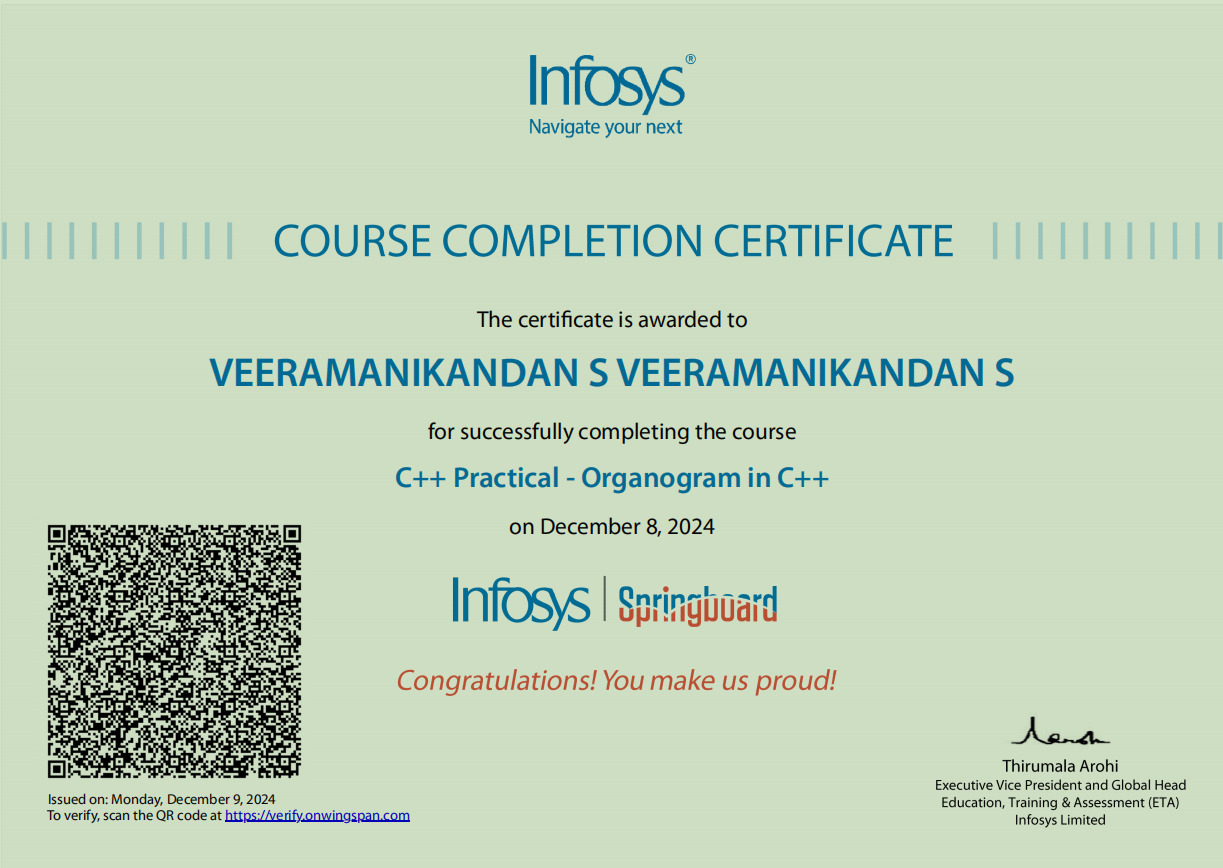 Infosys®
Navigate your next
COURSE COMPLETION CERTIFICATE
The certificate is awarded to
VEERAMANIKANDAN S VEERAMANIKANDAN S
for successfully completing the course
C++ Practical - Organogram in C++
on December 8, 2024
Infosys | Springboard
Congratulations! You make us proud!
Issued on: Monday, December 9, 2024
To verify, scan the QR code at https://verify.onwingspan.com
Thirumala Arohi
Executive Vice President and Global Head
Education, Training & Assessment (ETA)
Infosys Limited